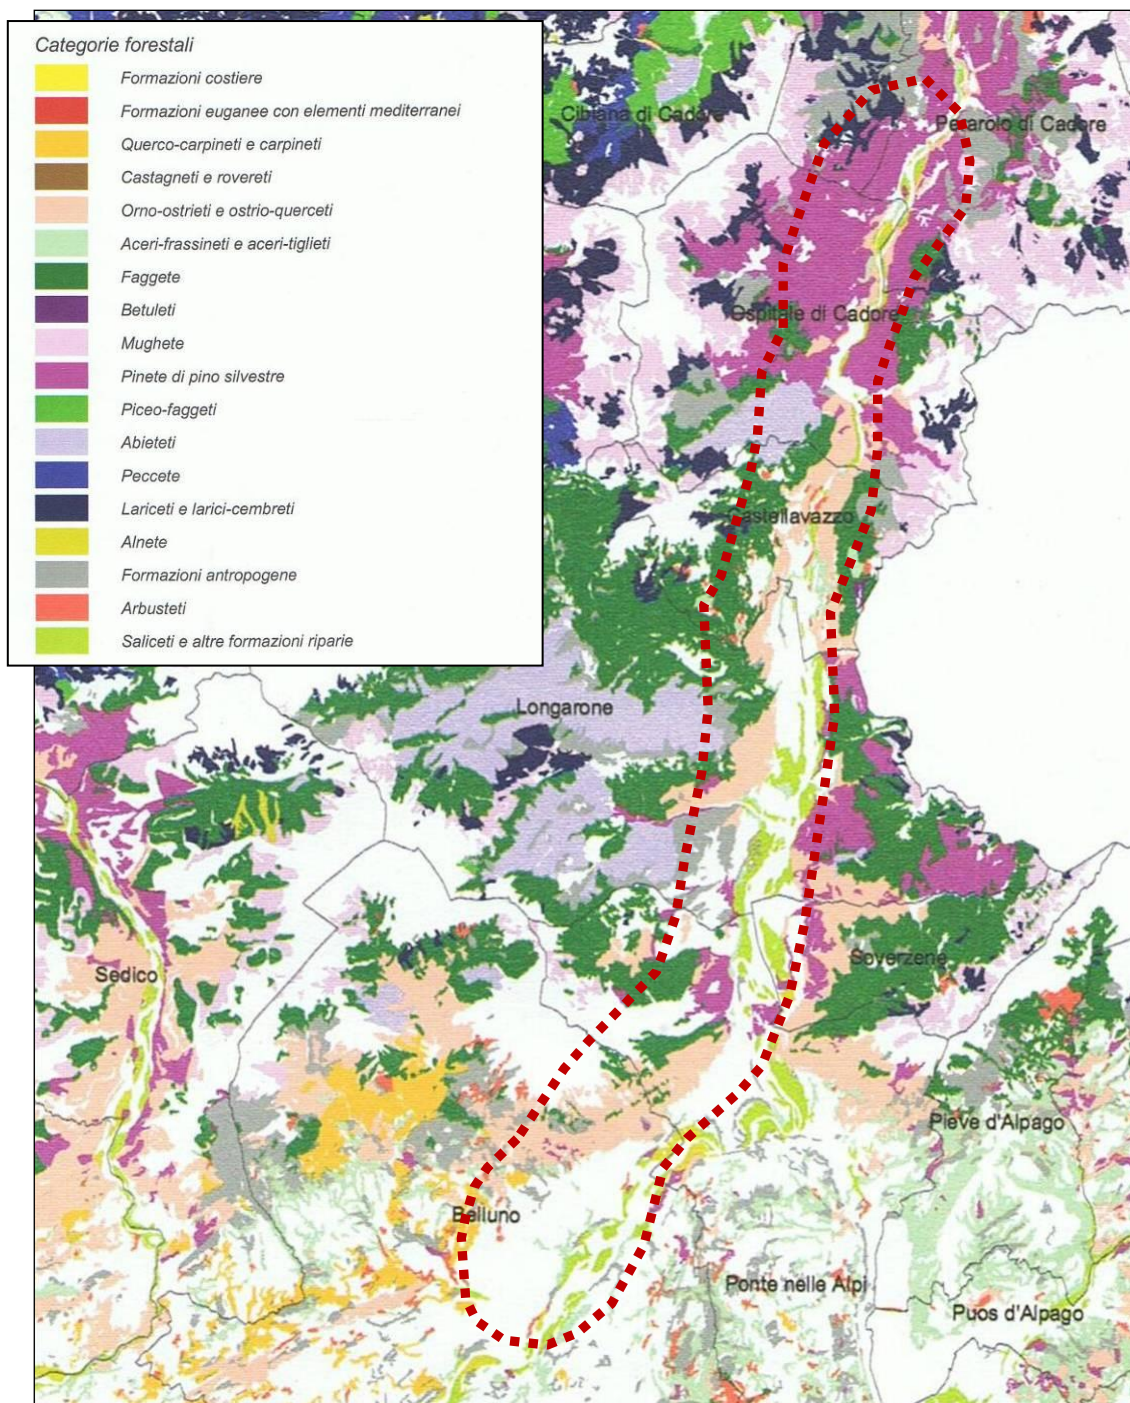 Categorie forestali
Formazioni costiere
Formazioni euganee con elementi mediterranei
Querco-carpineti e carpineti
Castagneti e rovereti
Orno-ostrieti e ostrio-querceti
Aceri-frassineti e aceri-tiglieti
Faggete
Betuleti
Mughete
Pinete di pino silvestre
Piceo-faggeti
Abieteti
Peccete
Lariceti e larici-cembreti
Alnete
Formazioni antropogene
Arbusteti
Saliceti e altre formazioni riparie
Cibiana di Cadore
Perarolo di Cadore
Ospitale di Cadore
Castellavazzo
Longarone
Sedico
Soverzene
Pieve d'Alpago
Belluno
Ponte nelle Alpi
Puos d'Alpago